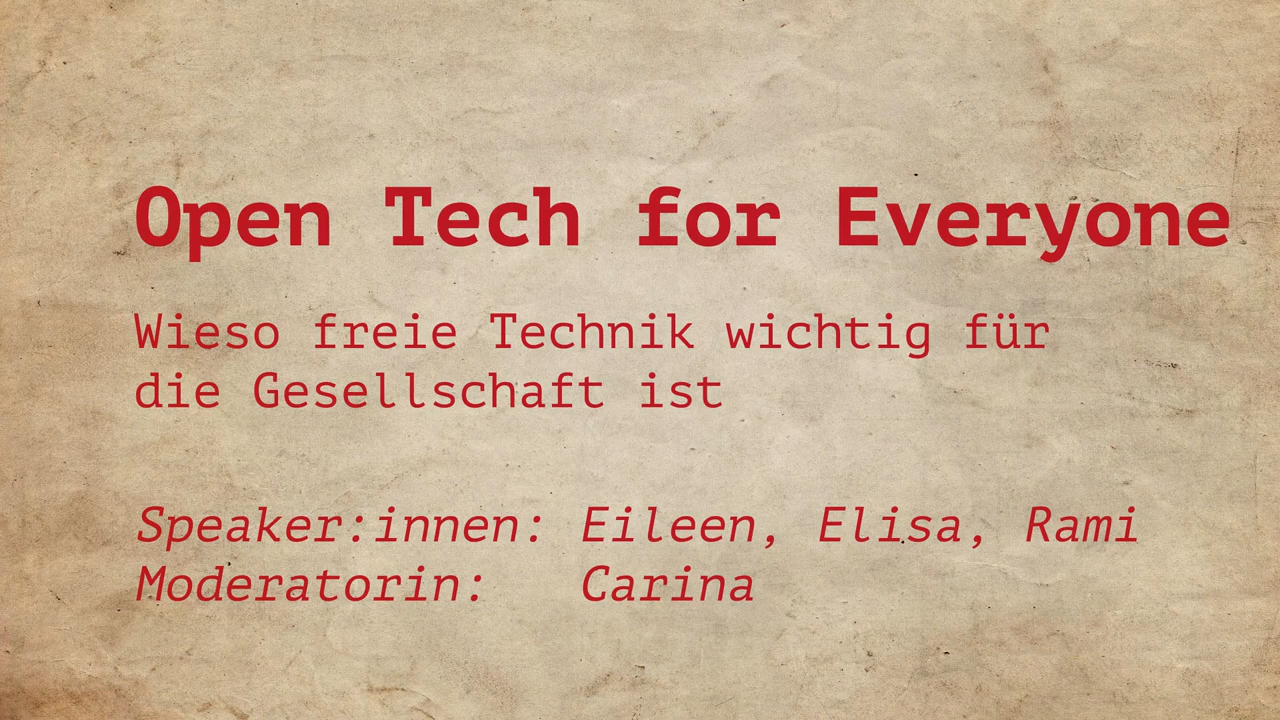 Open Tech for Everyone
Wieso freie Technik wichtig für
die Gesellschaft ist
Speaker:innen: Eileen, Elisa, Rami
Moderatorin: Carina